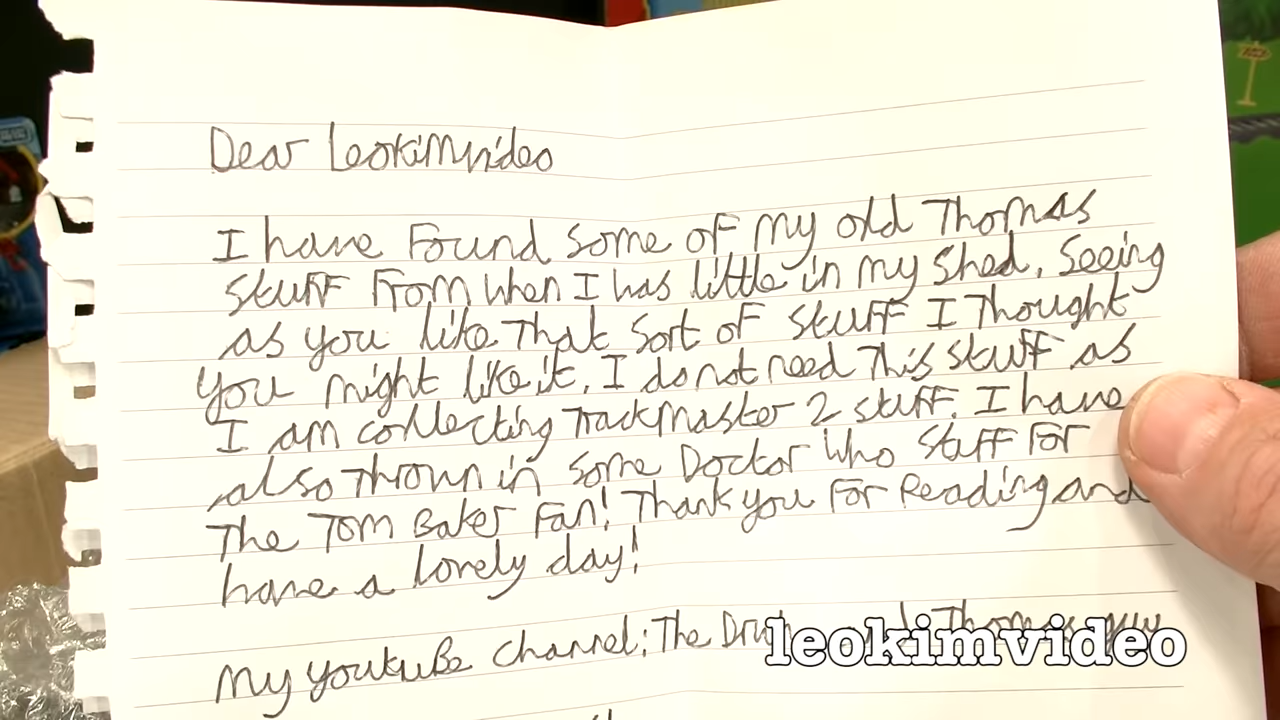 Dear Leokimvideo
I have Found some of my old Thomas
stuff From when I has little in my shed. Seeing
as you like That sort of stuff I Thought
you might like it. I do not need This stuff as
I am collecting Trackmaster 2 stuff. I have
also thrown in some Doctor Who stuff For
The Tom Baker Fan! Thank you For Reading and
have a lovely day!
My youtube channel: The Thomas guy
leokimvideo